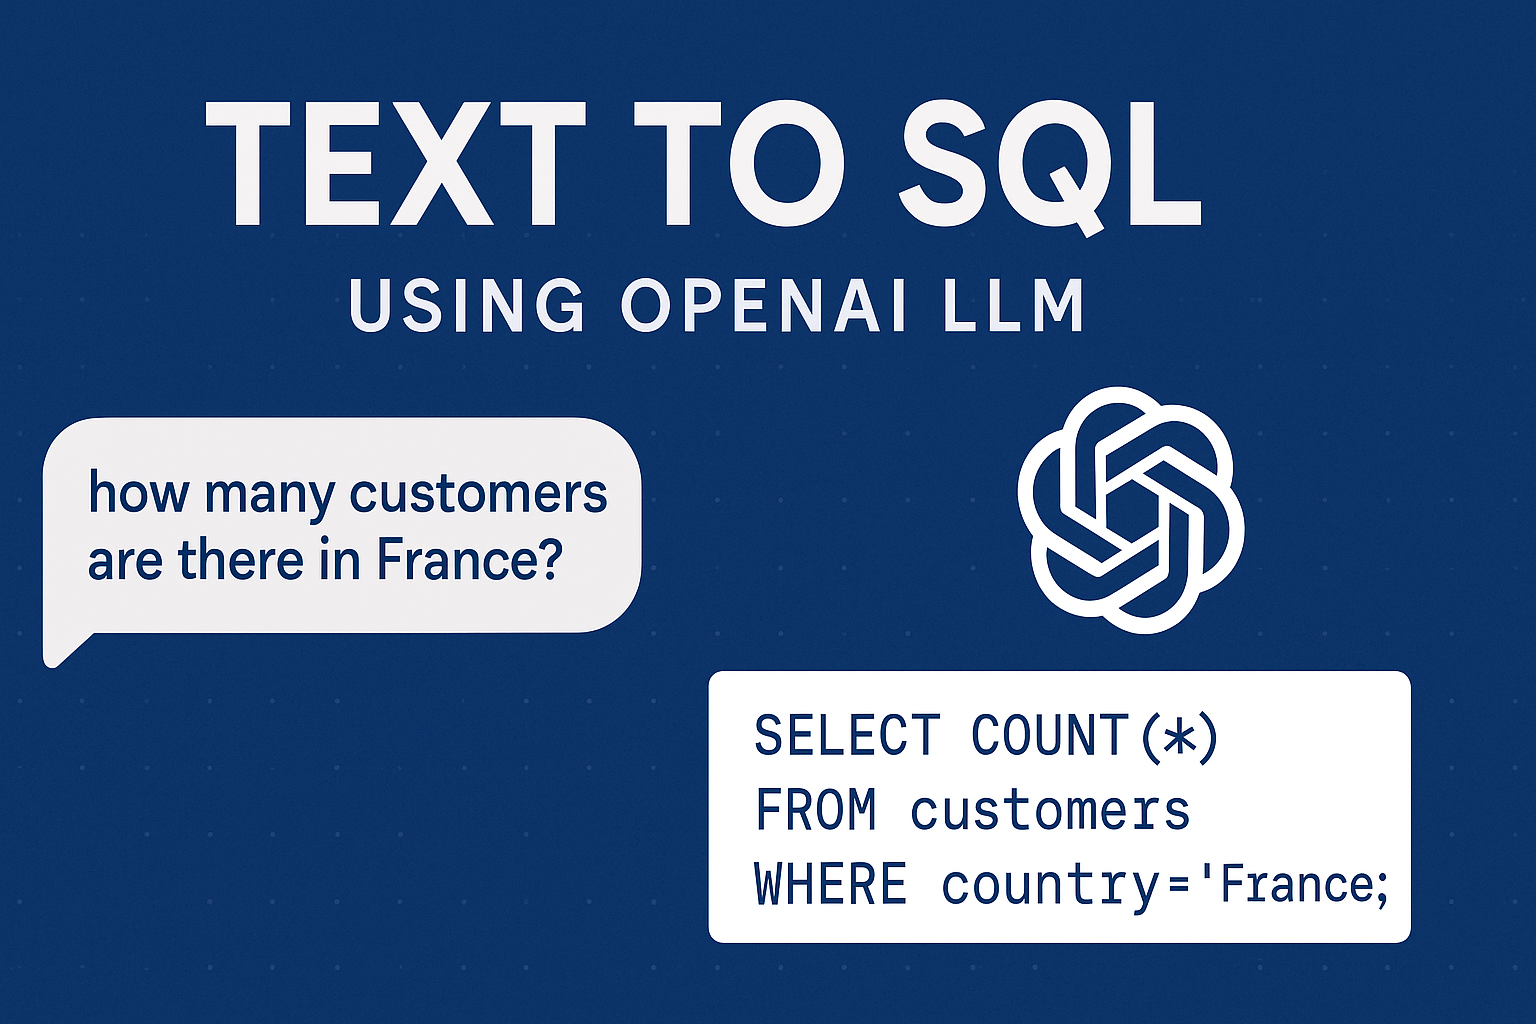 TEXT TO SQL
USING OPENAI LLM
how many customers
are there in France?
SELECT COUNT(*)
FROM customers
WHERE country='France;